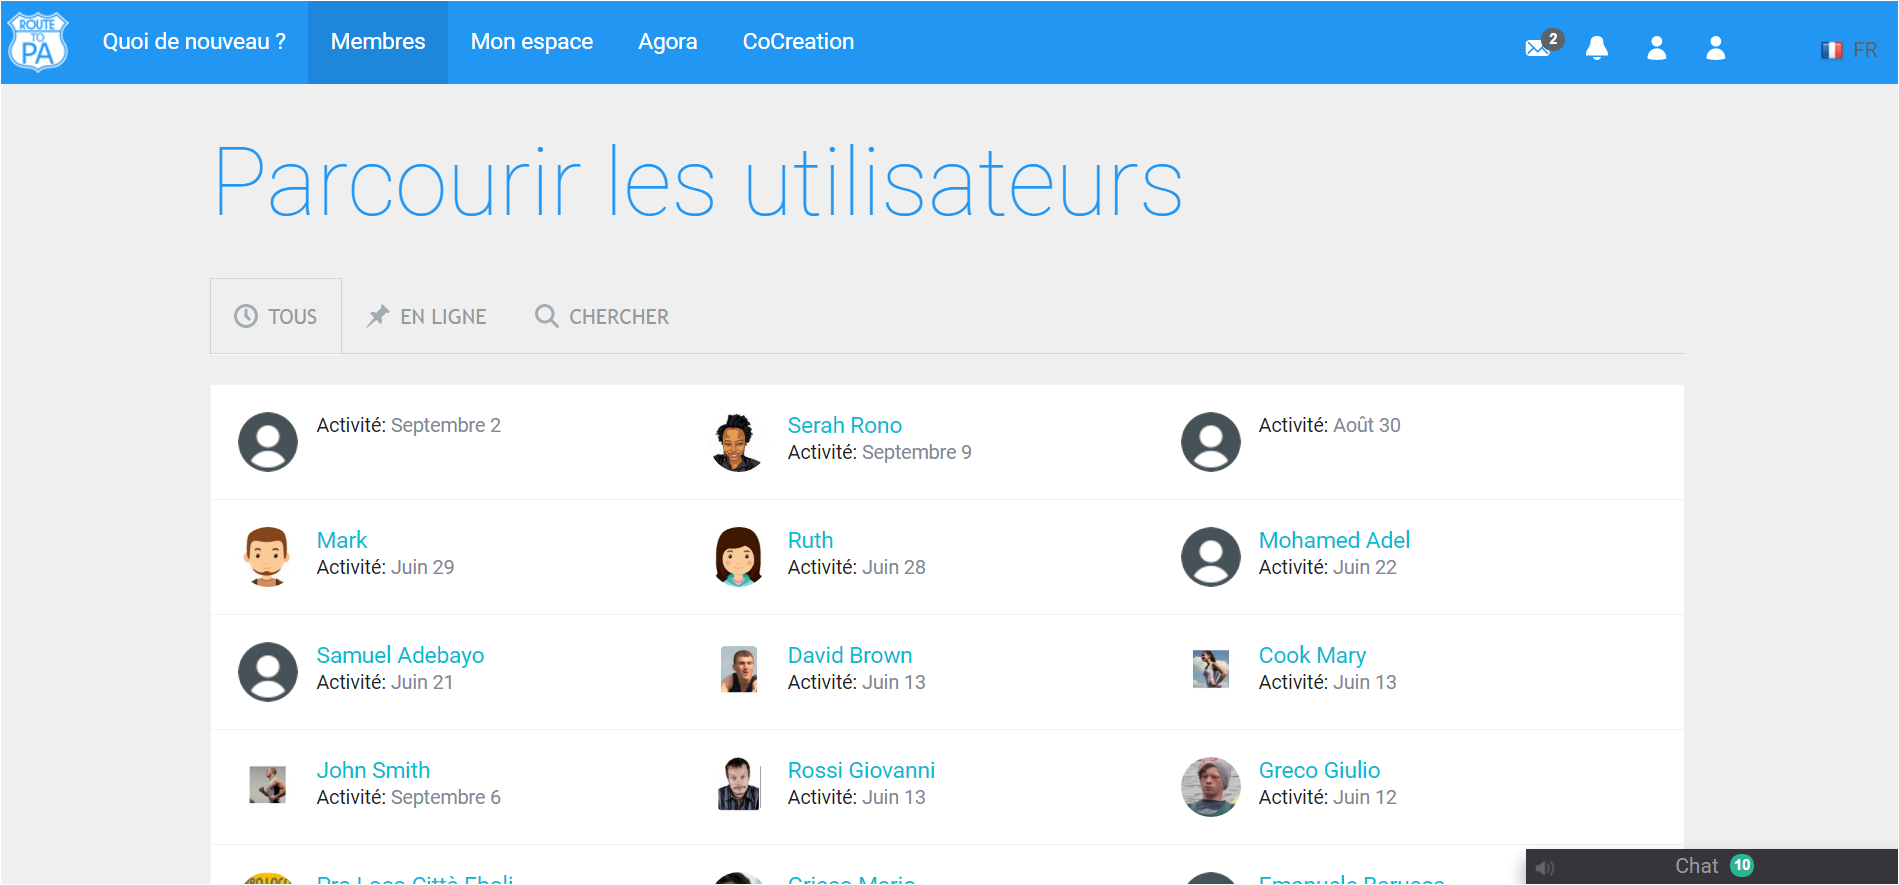 ROUTE
TO
PA
Quoi de nouveau ?
Membres
Mon espace
Agora
CoCreation
2
FR
Parcourir les utilisateurs
TOUS
EN LIGNE
CHERCHER
Activité: Septembre 2
Serah Rono
Activité: Septembre 9
Activité: Août 30
Mark
Activité: Juin 29
Ruth
Activité: Juin 28
Mohamed Adel
Activité: Juin 22
Samuel Adebayo
Activité: Juin 21
David Brown
Activité: Juin 13
Cook Mary
Activité: Juin 13
John Smith
Activité: Septembre 6
Rossi Giovanni
Activité: Juin 13
Greco Giulio
Activité: Juin 12
Pro Loco Città Eboli
Chat 10